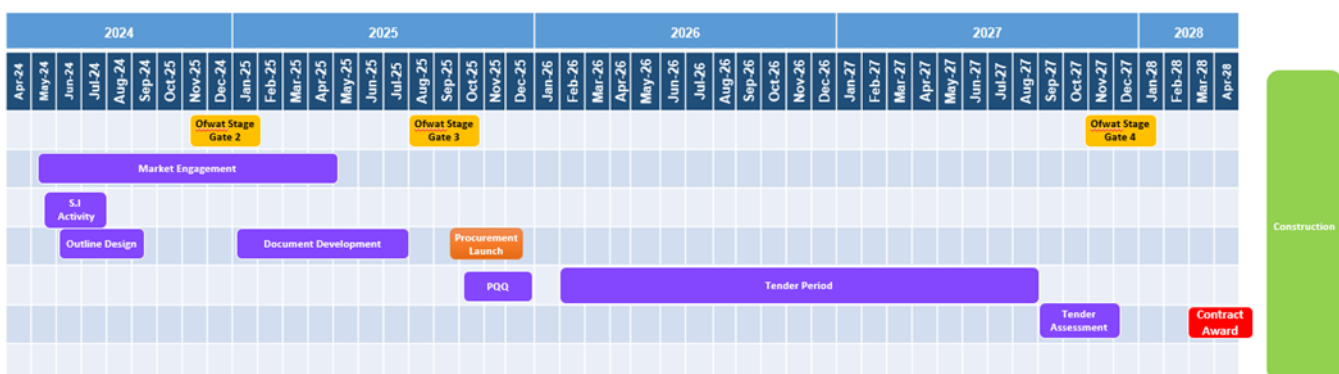 2024 2025 2026 2027 2028
Apr-24 May-24 Jun-24 Jul-24 Aug-24 Sep-24 Oct-25 Nov-25 Dec-24 Jan-25 Feb-25 Mar-25 Apr-25 May-25 Jun-25 Jul-25 Aug-25 Sep-25 Oct-25 Nov-25 Dec-25 Jan-26 Feb-26 Mar-26 Apr-26 May-26 Jun-26 Jul-26 Aug-26 Sep-26 Oct-26 Nov-26 Dec-26 Jan-27 Feb-27 Mar-27 Apr-27 May-27 Jun-27 Jul-27 Aug-27 Sep-27 Oct-27 Nov-27 Dec-27 Jan-28 Feb-28 Mar-28 Apr-28
Ofwat Stage
Gate 2
Ofwat Stage
Gate 3
Ofwat Stage
Gate 4
Market Engagement
S.I
Activity
Outline Design
Document Development
Procurement
Launch
Construction
PQQ
Tender Period
Tender
Assessment
Contract
Award